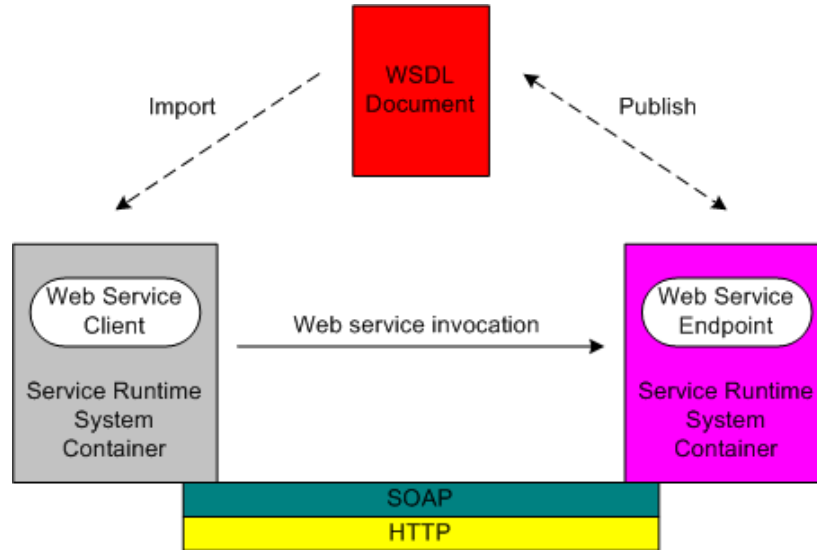 WSDL
Document
Import
Publish
Web Service
Client
Web service invocation
Web Service
Endpoint
Service Runtime
System
Container
Service Runtime
System
Container
SOAP
HTTP